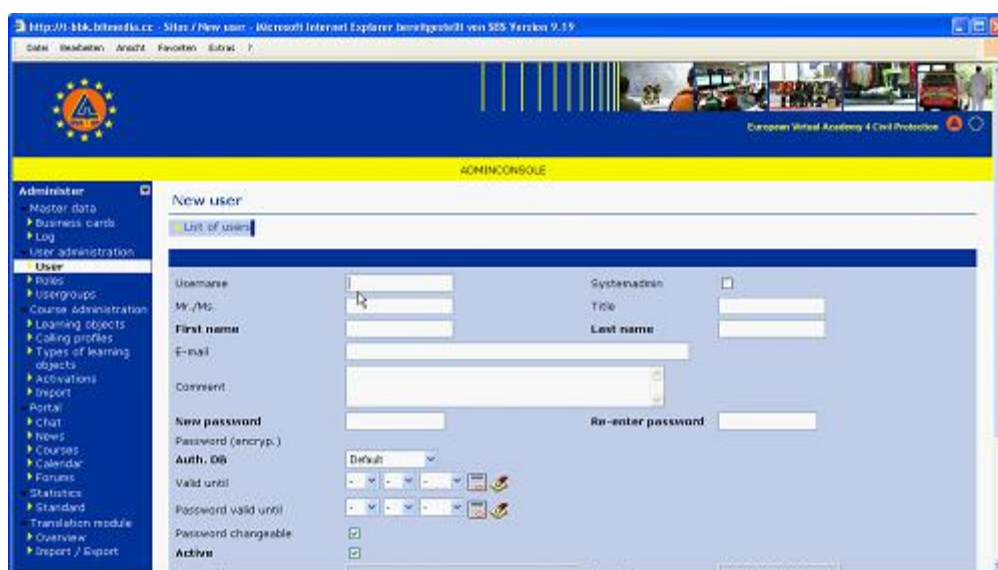 http://l-bbk.bitmedia.cc - Sites / New user - Microsoft Internet Explorer bereitgestellt von SBS Version 9.19
Datei Bearbeiten Ansicht Favoriten Extras ?
European Virtual Academy 4 Civil Protection
ADMINCONSOLE
Administer
Master data
Business cards
Log
User administration
User
Roles
Usergroups
Course Administration
Learning objects
Calling profiles
Types of learning
objects
Activations
Import
Portal
Chat
News
Courses
Calendar
Forums
Statistics
Standard
Translation module
Overview
Import / Export
New user
List of users
Username
Systemadmin
Mr./Ms.
Title
First name
Last name
E-mail
Comment
New password
Re-enter password
Password (encryp.)
Auth. DB
Default
Valid until
- - -
Password valid until
- - -
Password changeable
Active